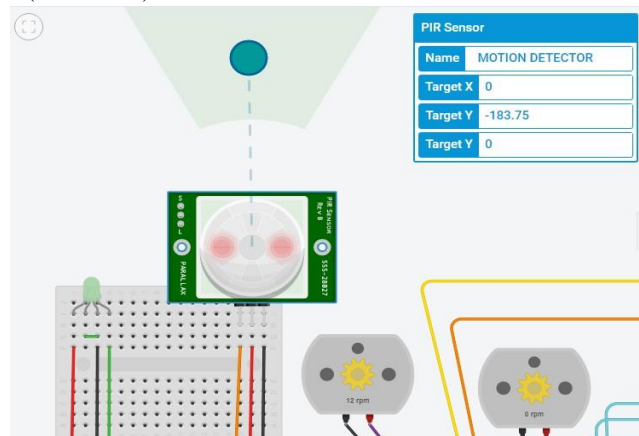 PIR Sensor
Name MOTION DETECTOR
Target X 0
Target Y -183.75
Target Y 0
PIR SENSOR
REV B
555-28027
PARALLAX
12 rpm
0 rpm